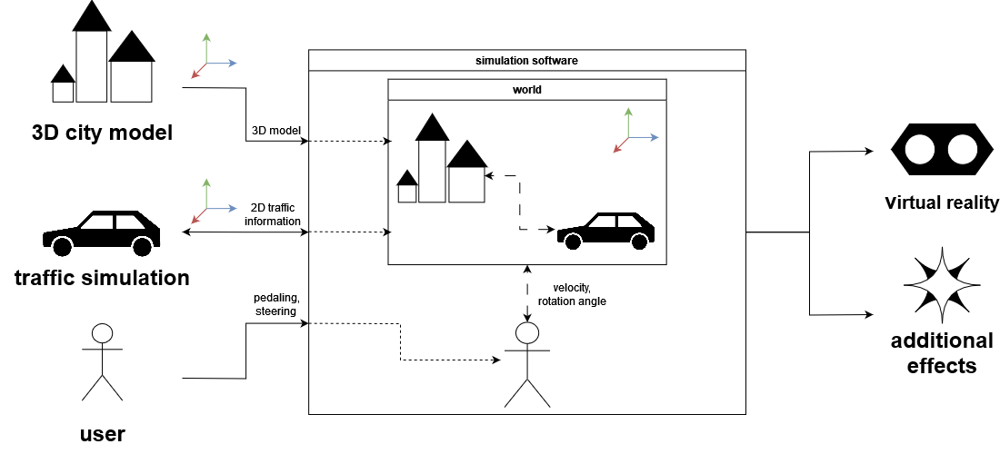 simulation software
world
3D city model
3D model
2D traffic
information
traffic simulation
pedaling,
steering
velocity,
rotation angle
user
Virtual reality
additional
effects